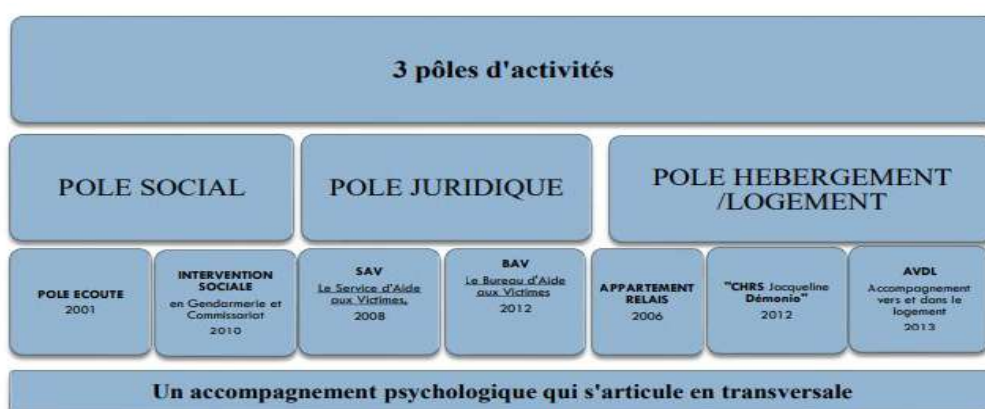 3 pôles d'activités
POLE SOCIAL
POLE JURIDIQUE
POLE HEBERGEMENT
/LOGEMENT
POLE ECOUTE
2001
INTERVENTION
SOCIALE
en Gendarmerie et
Commissariat
2010
SAV
Le Service d'Aide
aux Victimes,
2008
BAV
Le Bureau d'Aide
aux Victimes
2012
APPARTEMENT
RELAIS
2006
"CHRS Jacqueline
Démonio"
2012
AVDL
Accompagnement
vers et dans le
logement
2013
Un accompagnement psychologique qui s'articule en transversale